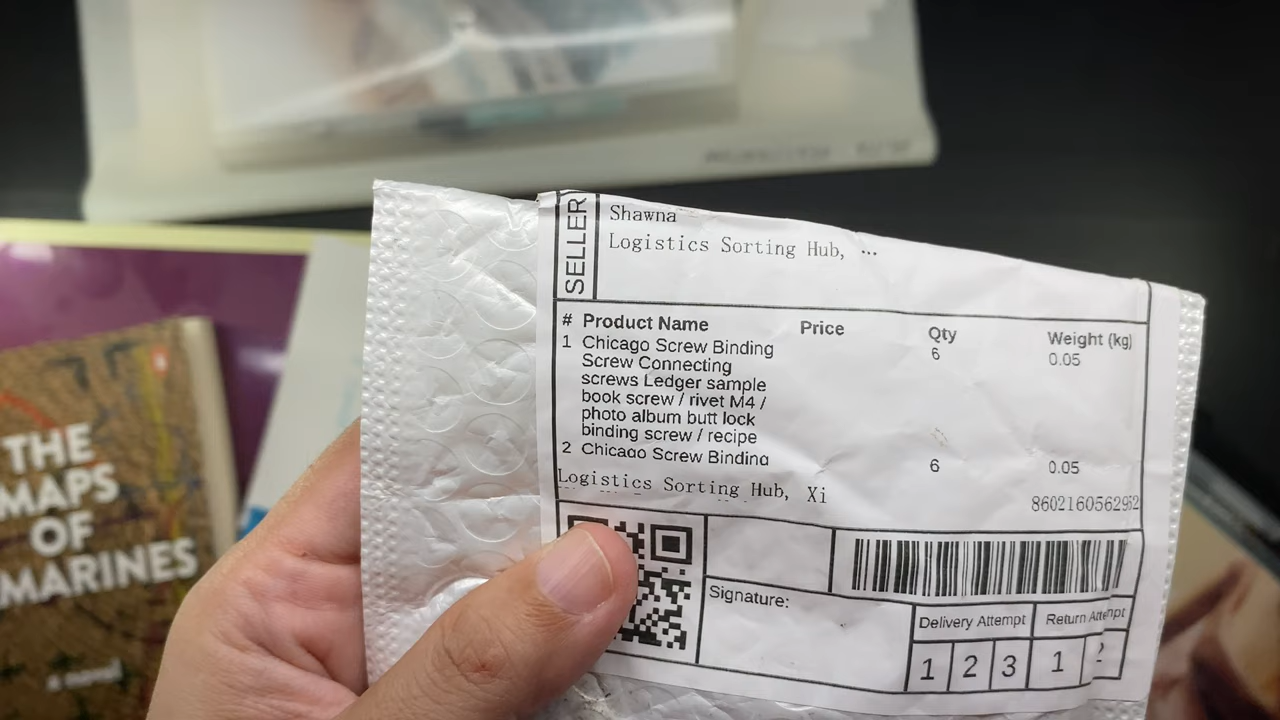 SELLER
Shawna
Logistics Sorting Hub, ...
# Product Name Price Qty Weight (kg)
1 Chicago Screw Binding 6 0.05
Screw Connecting
screws Ledger sample
book screw / rivet M4 /
photo album butt lock
binding screw / recipe
2 Chicago Screw Binding 6 0.05
Logistics Sorting Hub, Xi
8602160562952
Signature:
Delivery Attempt Return Attempt
1 2 3 1 2
THE
MAPS
OF
MARINES
a novel